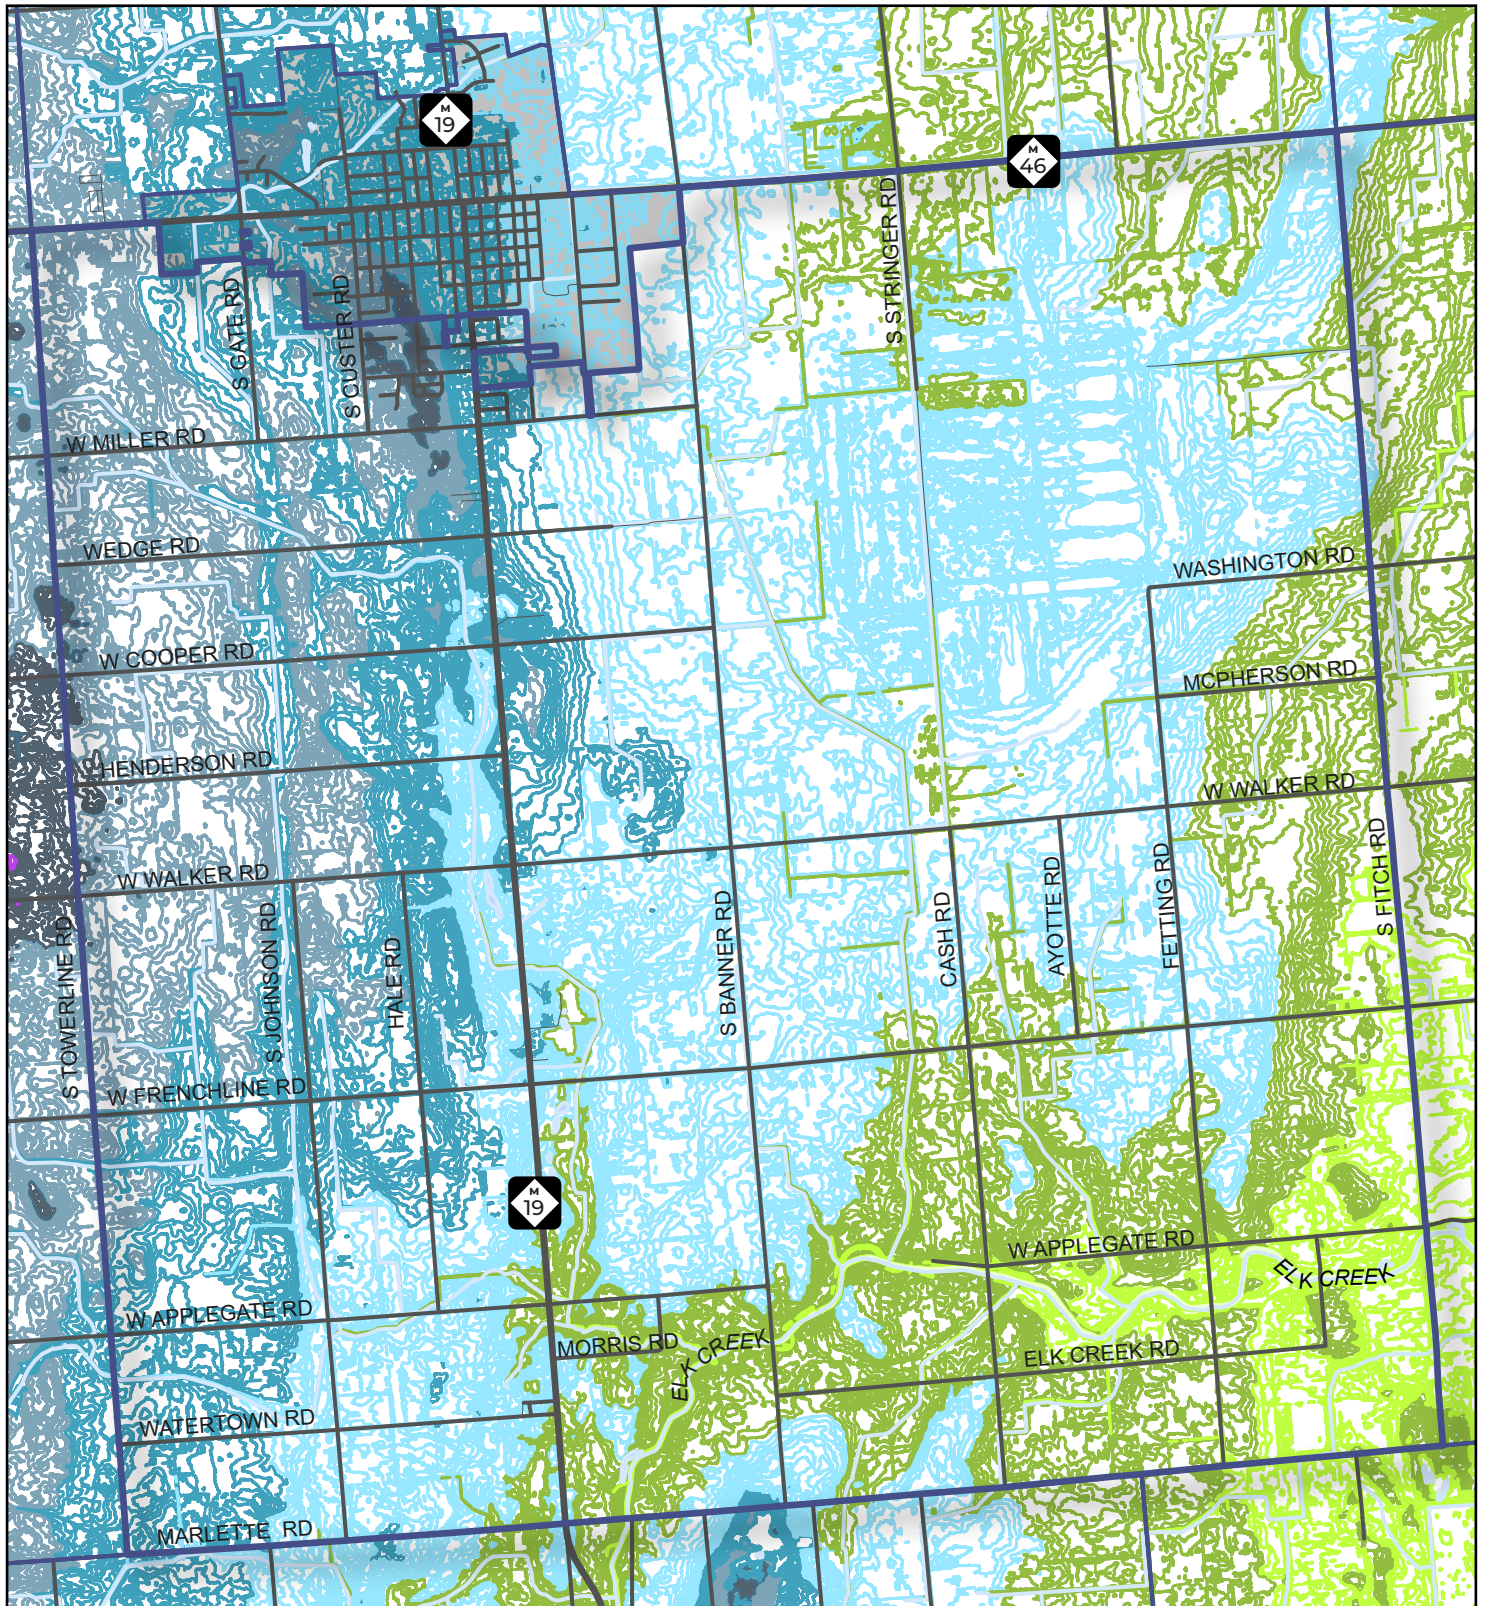 M
19
M
46
S STRINGER RD
S GATE RD
S CUSTER RD
W MILLER RD
WEDGE RD
WASHINGTON RD
W COOPER RD
MCPHERSON RD
HENDERSON RD
W WALKER RD
W WALKER RD
S FITCH RD
S TOWERLINE RD
S JOHNSON RD
HALE RD
S BANNER RD
CASH RD
AYOTTE RD
FETTING RD
W FRENCHLINE RD
M
19
W APPLEGATE RD
ELK CREEK
W APPLEGATE RD
MORRIS RD
ELK CREEK
ELK CREEK RD
WATERTOWN RD
MARLETTE RD